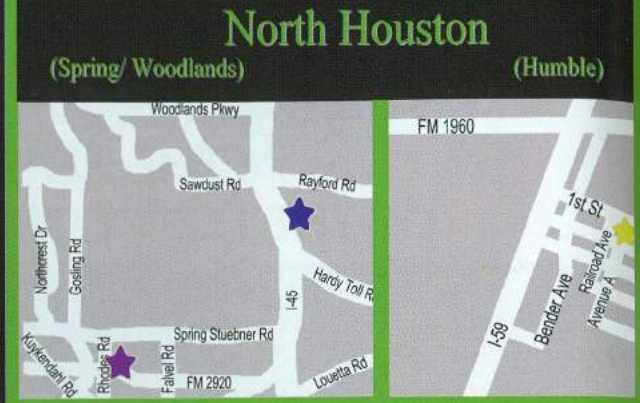 North Houston
(Spring/ Woodlands)
(Humble)
Woodlands Pkwy
Sawdust Rd
Rayford Rd
Northcrest Dr
Gosling Rd
Hardy Toll R
I-45
Spring Stuebner Rd
Kuykendahl Rd
Rhodes Rd
Falvel Rd
FM 2920
Louetta Rd
FM 1960
1st St
Railroad Ave
Avenue A
Bender Ave
I-59